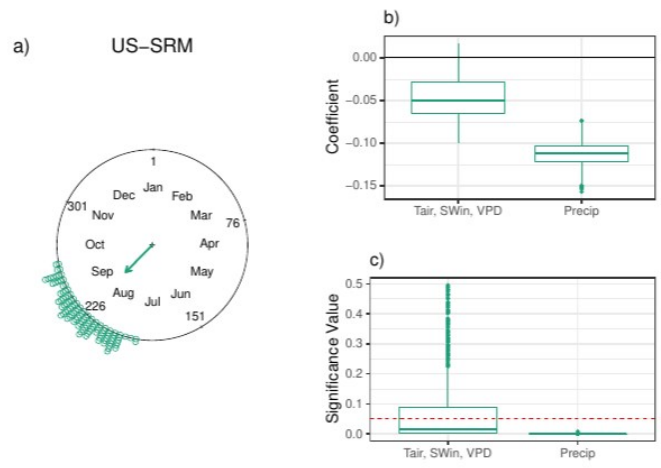 a)
US−SRM
1
Dec Jan Feb
301
Nov Mar
76
Oct Apr
Sep May
Aug Jul Jun
226
151
b)
Coefficient
0.00
−0.05
−0.10
−0.15
Tair, SWin, VPD Precip
c)
Significance Value
0.5
0.4
0.3
0.2
0.1
0.0
Tair, SWin, VPD Precip